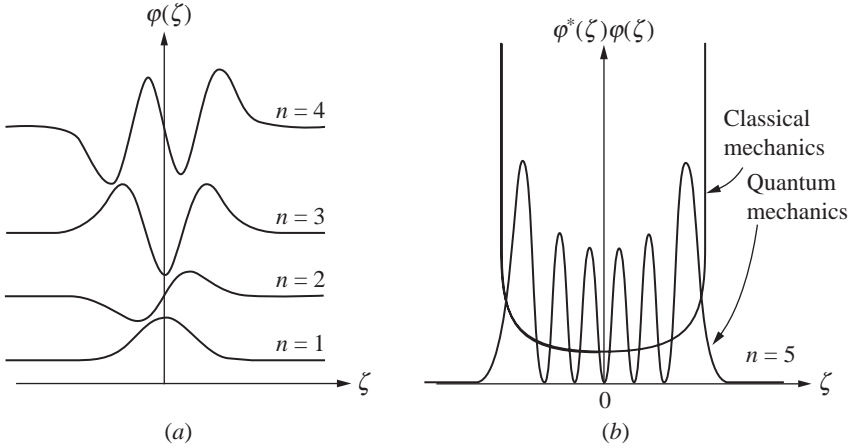 φ(ζ)
n = 4
n = 3
n = 2
n = 1
ζ
(a)
φ*(ζ)φ(ζ)
Classical
mechanics
Quantum
mechanics
n = 5
0
ζ
(b)